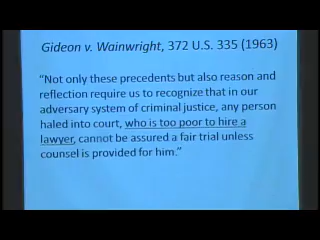 Gideon v. Wainwright, 372 U.S. 335 (1963)
“Not only these precedents but also reason and
reflection require us to recognize that in our
adversary system of criminal justice, any person
haled into court, who is too poor to hire a
lawyer, cannot be assured a fair trial unless
counsel is provided for him.”